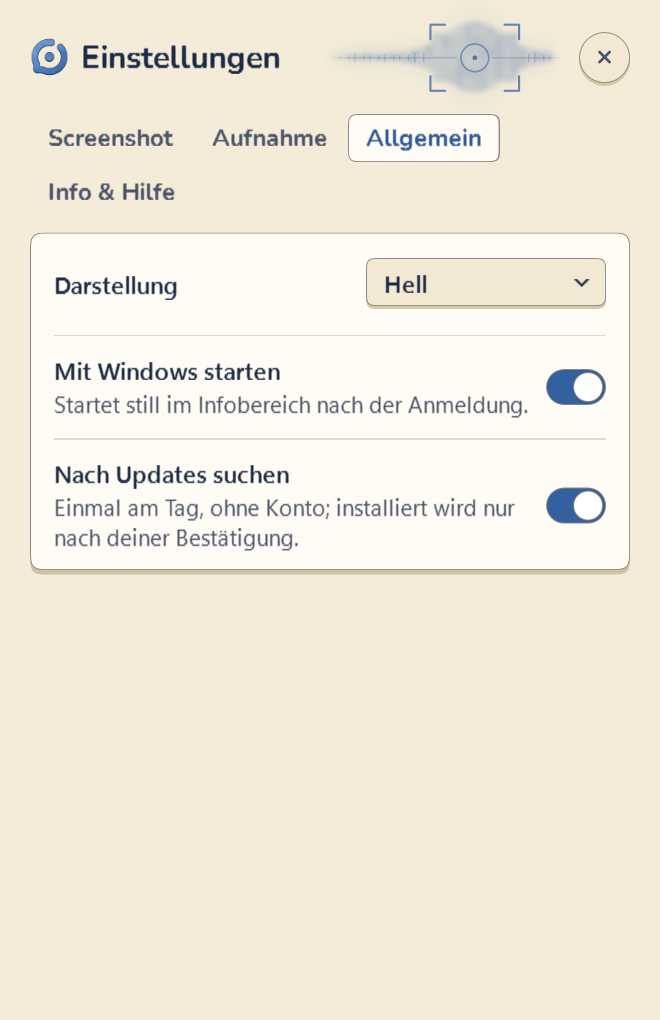 Einstellungen
Screenshot Aufnahme Allgemein
Info & Hilfe
Darstellung Hell
Mit Windows starten
Startet still im Infobereich nach der Anmeldung.
Nach Updates suchen
Einmal am Tag, ohne Konto; installiert wird nur
nach deiner Bestätigung.